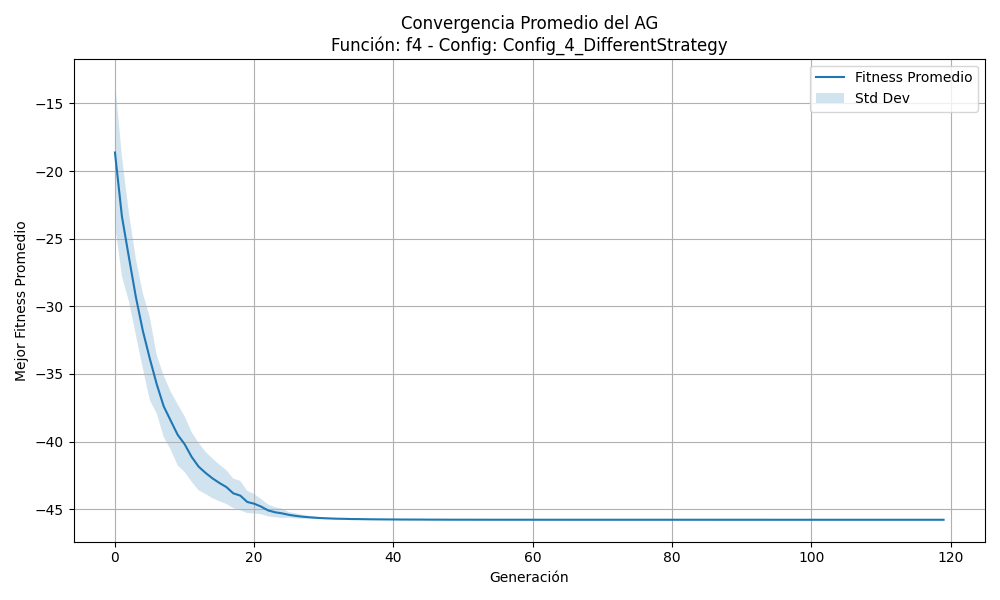 Convergencia Promedio del AG
Función: f4 - Config: Config_4_DifferentStrategy
Fitness Promedio
Std Dev
Mejor Fitness Promedio
−15
−20
−25
−30
−35
−40
−45
0 20 40 60 80 100 120
Generación